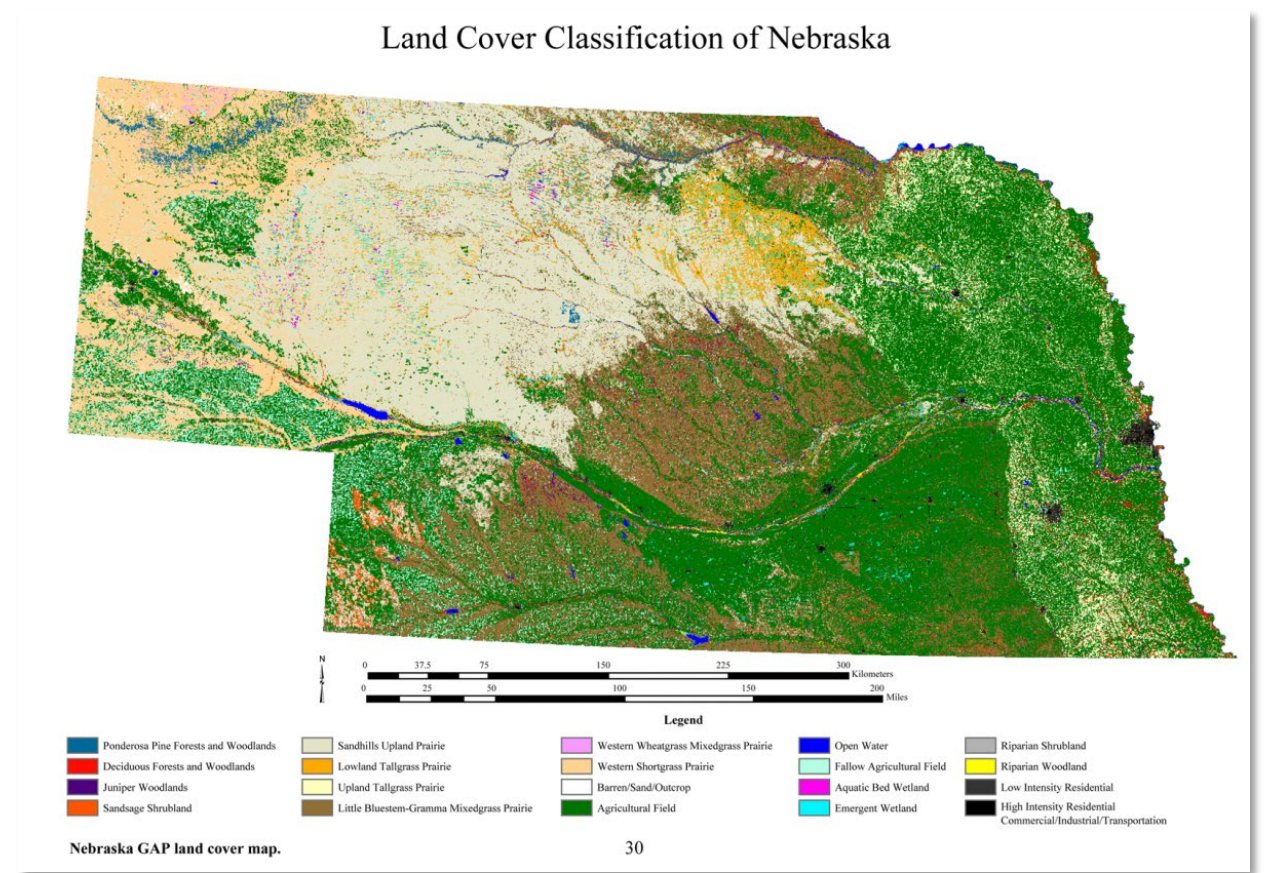 Land Cover Classification of Nebraska
N
0 37.5 75 150 225 300
Kilometers
0 25 50 100 150 200
Miles
Legend
Ponderosa Pine Forests and Woodlands
Deciduous Forests and Woodlands
Juniper Woodlands
Sandsage Shrubland
Sandhills Upland Prairie
Lowland Tallgrass Prairie
Upland Tallgrass Prairie
Little Bluestem-Gramma Mixedgrass Prairie
Western Wheatgrass Mixedgrass Prairie
Western Shortgrass Prairie
Barren/Sand/Outcrop
Agricultural Field
Open Water
Fallow Agricultural Field
Aquatic Bed Wetland
Emergent Wetland
Riparian Shrubland
Riparian Woodland
Low Intensity Residential
High Intensity Residential
Commercial/Industrial/Transportation
Nebraska GAP land cover map.
30